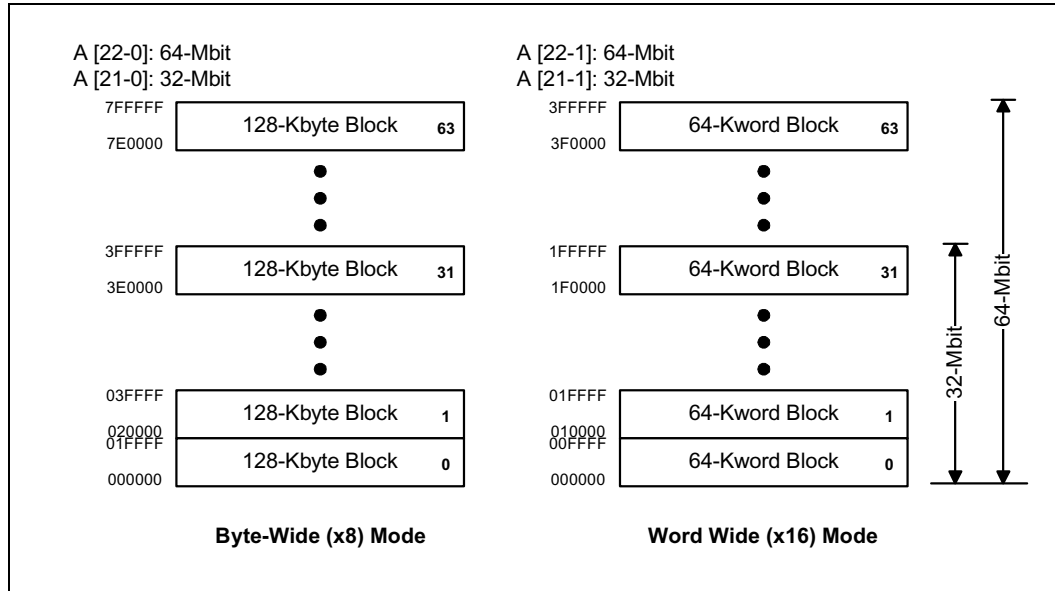 A [22-0]: 64-Mbit
A [21-0]: 32-Mbit
7FFFFF
128-Kbyte Block 63
7E0000
3FFFFF
128-Kbyte Block 31
3E0000
03FFFF
128-Kbyte Block 1
020000
01FFFF
128-Kbyte Block 0
000000
Byte-Wide (x8) Mode
A [22-1]: 64-Mbit
A [21-1]: 32-Mbit
3FFFFF
64-Kword Block 63
3F0000
1FFFFF
64-Kword Block 31
1F0000
01FFFF
64-Kword Block 1
010000
00FFFF
64-Kword Block 0
000000
Word Wide (x16) Mode
32-Mbit
64-Mbit